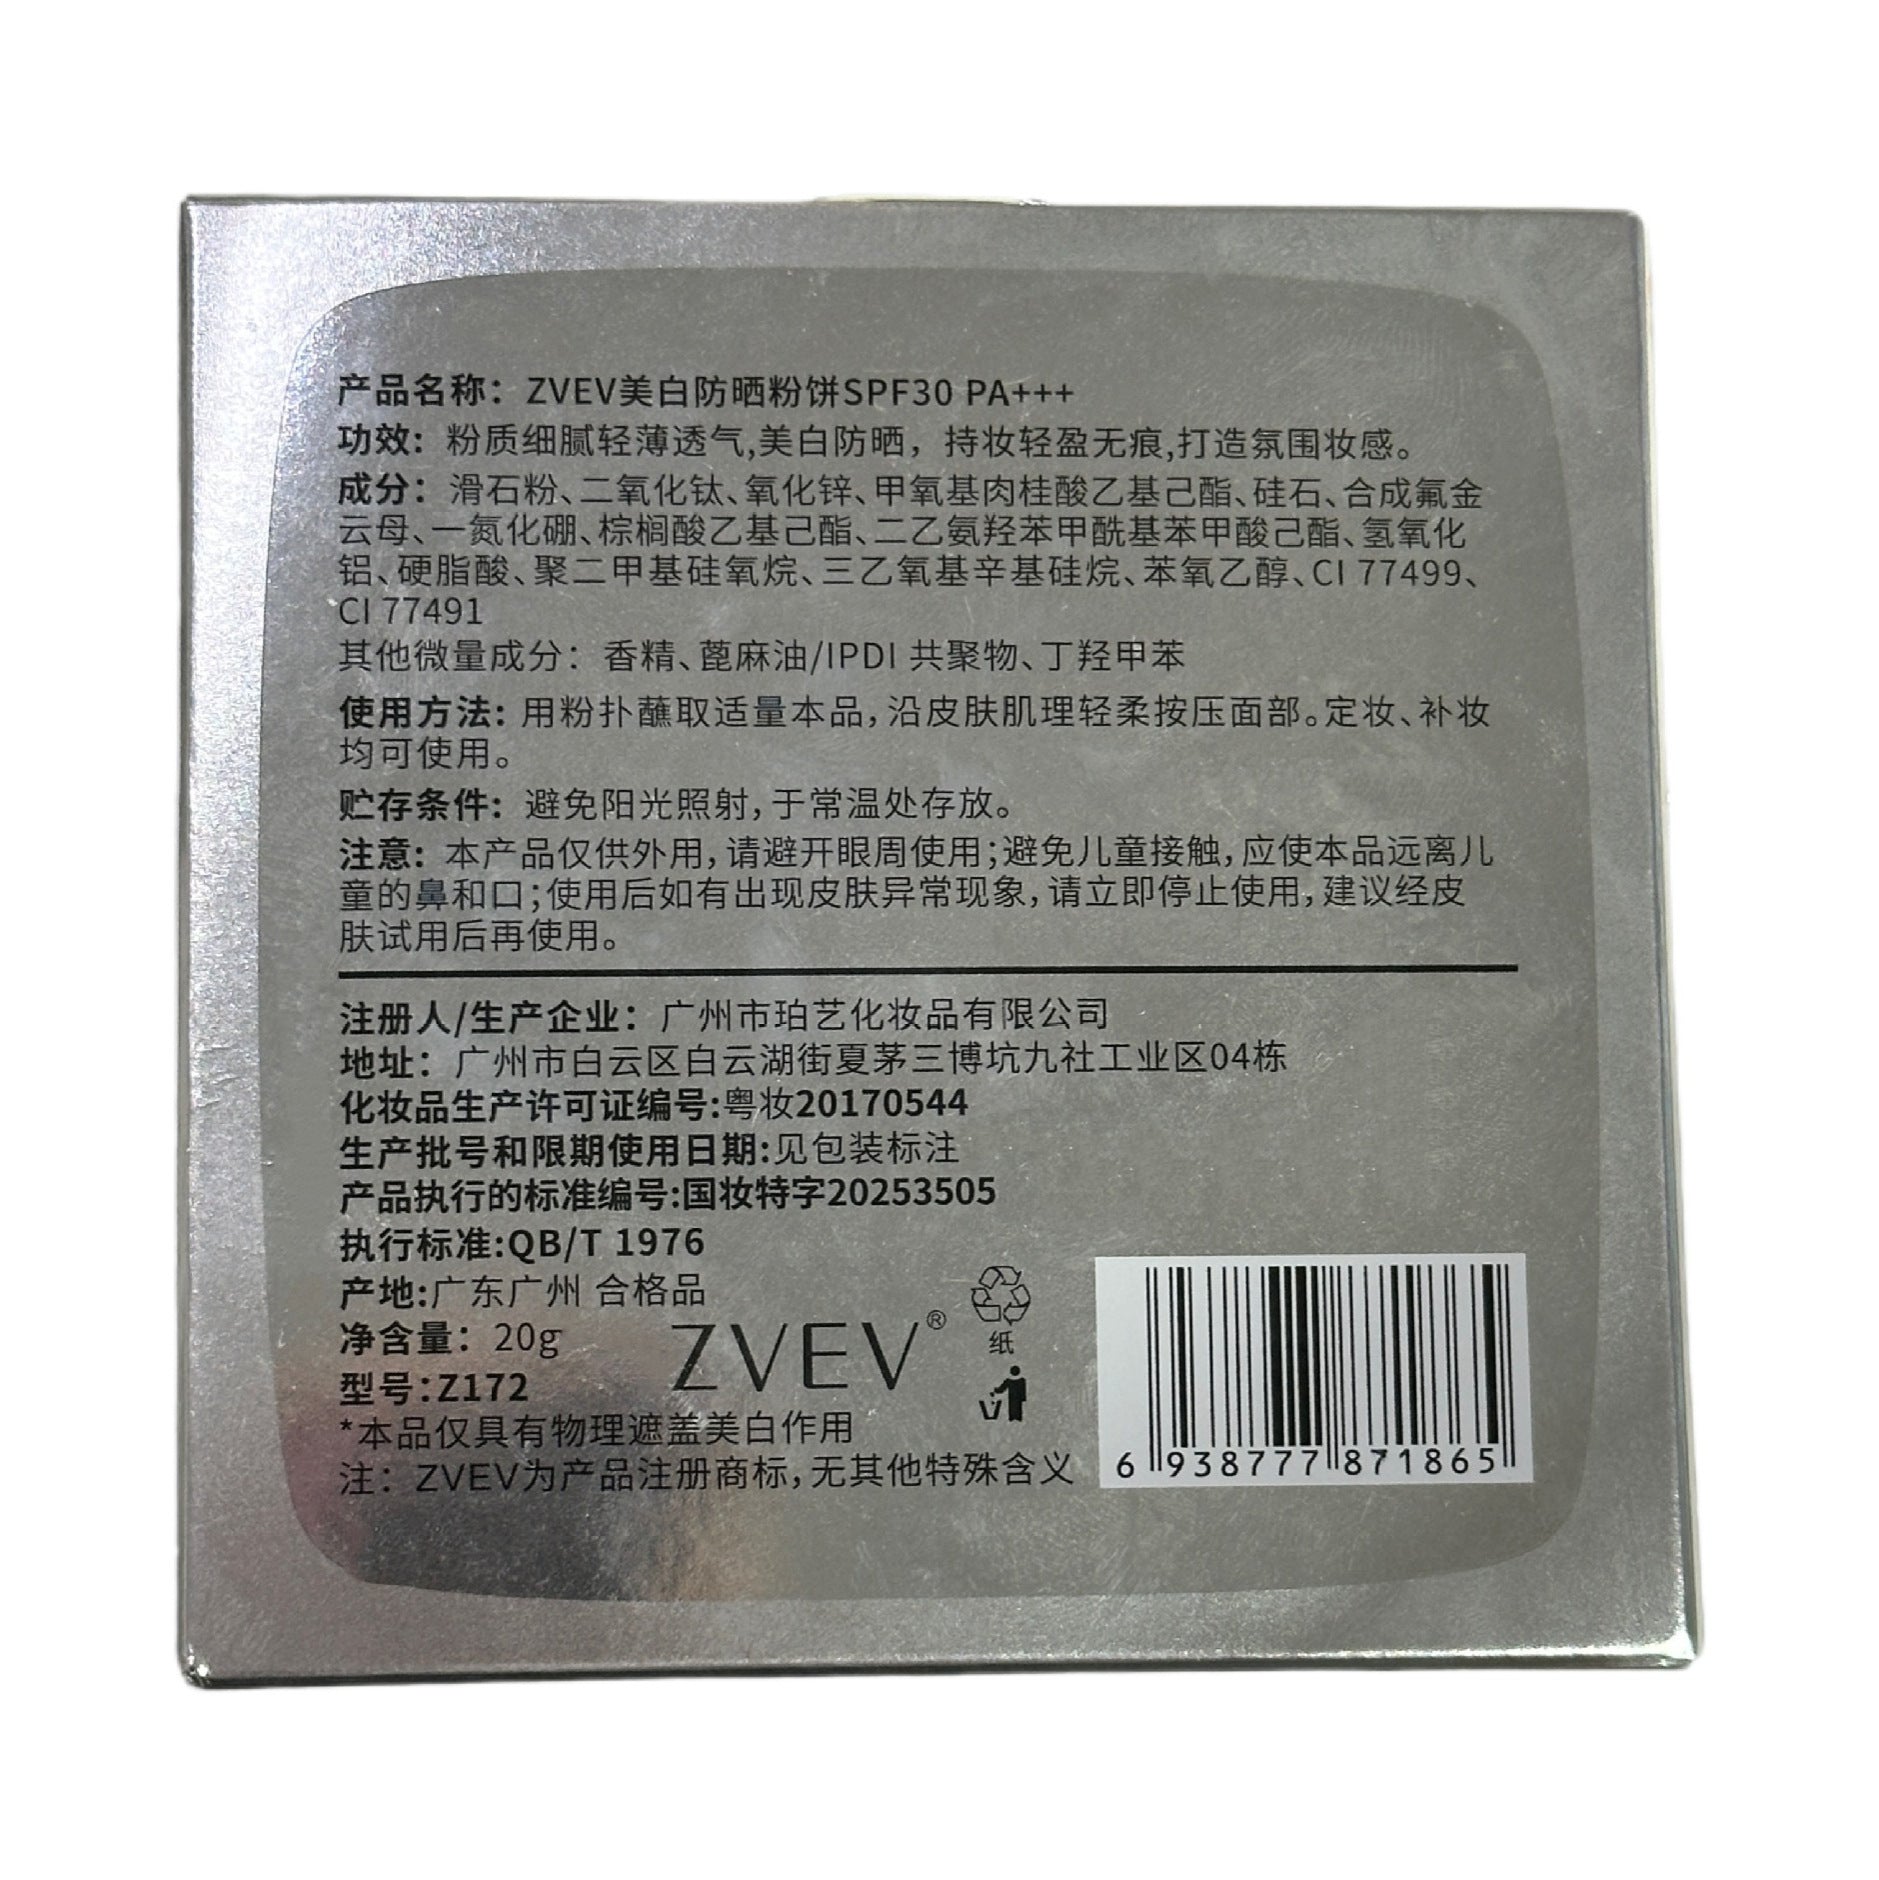 产品名称：ZVEV美白防晒粉饼SPF30 PA+++
功效：粉质细腻轻薄透气,美白防晒，持妆轻盈无痕,打造氛围妆感。
成分：滑石粉、二氧化钛、氧化锌、甲氧基肉桂酸乙基己酯、硅石、合成氟金
云母、一氮化硼、棕榈酸乙基己酯、二乙氨羟苯甲酰基苯甲酸己酯、氢氧化
铝、硬脂酸、聚二甲基硅氧烷、三乙氧基辛基硅烷、苯氧乙醇、CI 77499、
CI 77491
其他微量成分：香精、蓖麻油/IPDI 共聚物、丁羟甲苯
使用方法：用粉扑蘸取适量本品，沿皮肤肌理轻柔按压面部。定妆、补妆
均可使用。
贮存条件：避免阳光照射，于常温处存放。
注意：本产品仅供外用，请避开眼周使用；避免儿童接触，应使本品远离儿
童的鼻和口；使用后如有出现皮肤异常现象，请立即停止使用，建议经皮
肤试用后再使用。
注册人/生产企业：广州市珀艺化妆品有限公司
地址：广州市白云区白云湖街夏茅三博坑九社工业区04栋
化妆品生产许可证编号:粤妆20170544
生产批号和限期使用日期:见包装标注
产品执行的标准编号:国妆特字20253505
执行标准:QB/T 1976
产地:广东广州 合格品
净含量：20g
ZVEV®
纸
型号:Z172
*本品仅具有物理遮盖美白作用
注：ZVEV为产品注册商标，无其他特殊含义
6 938777 871865